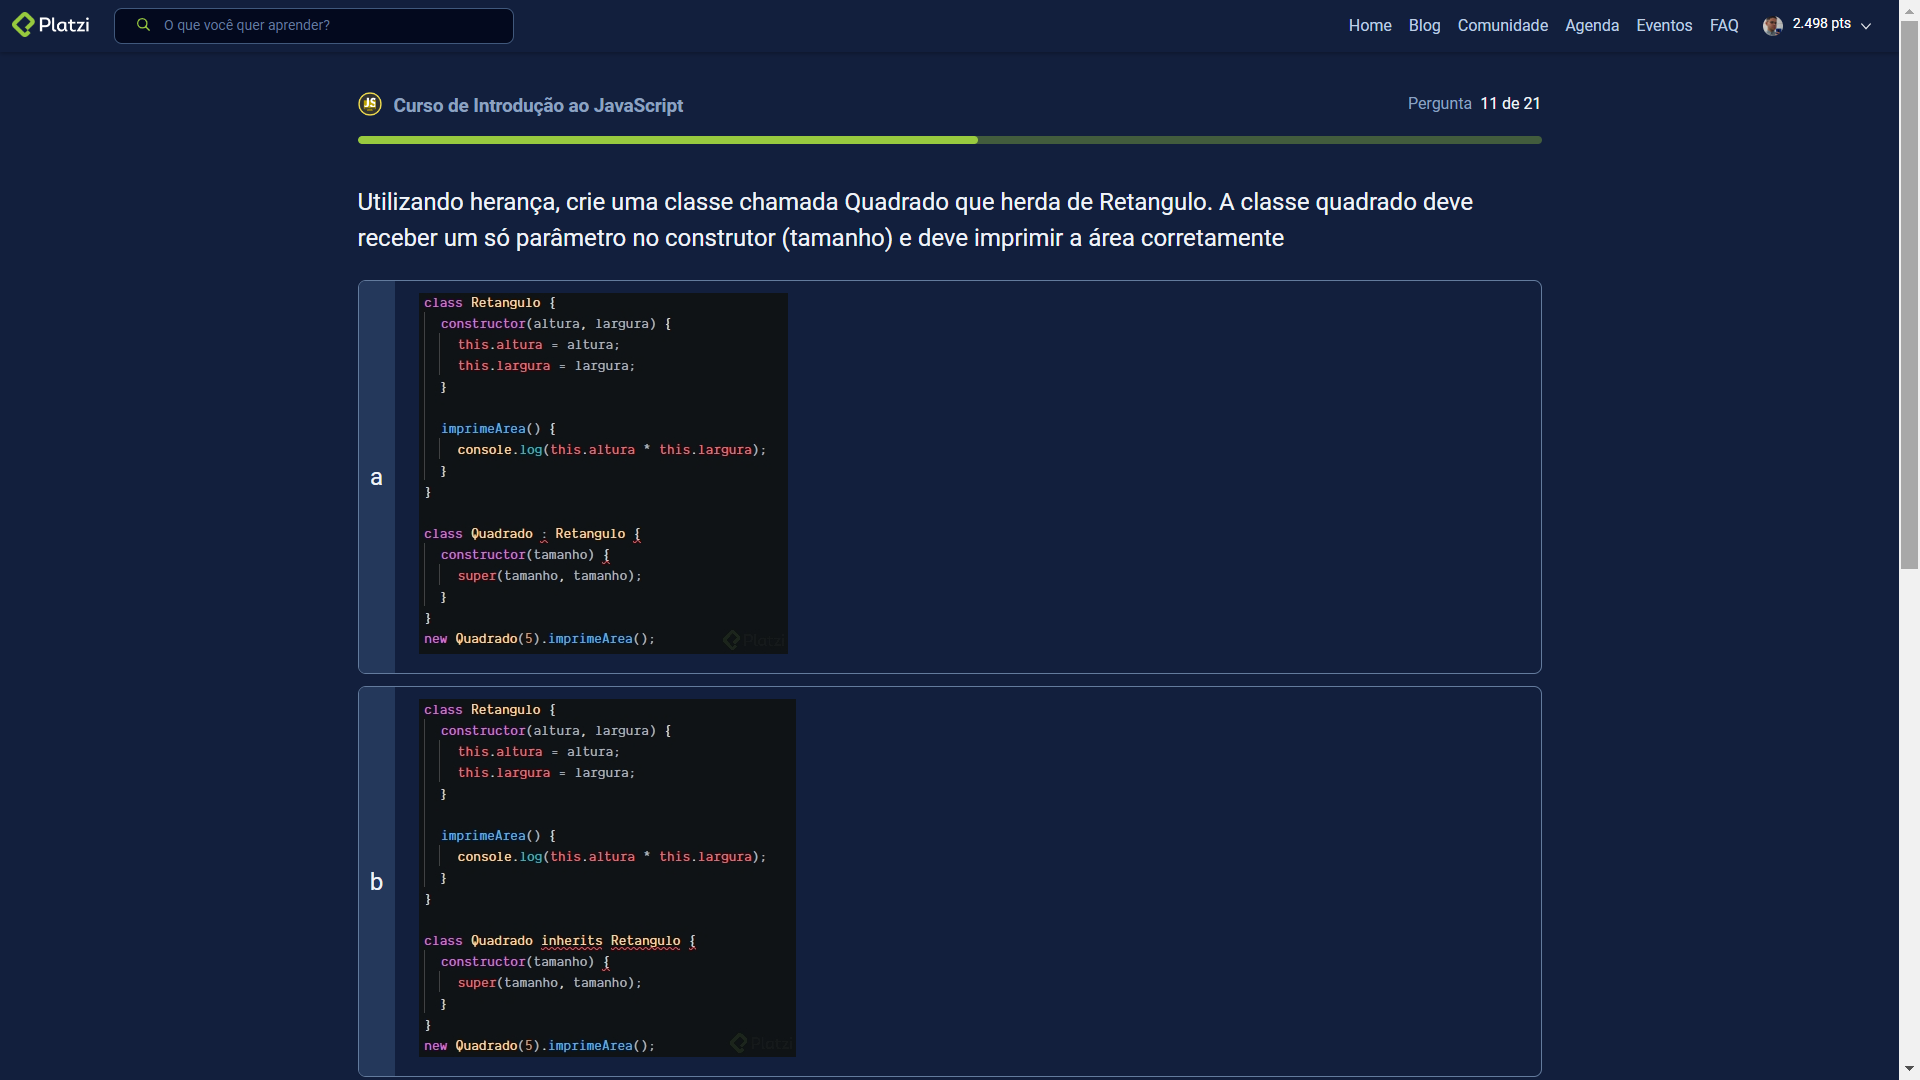 Platzi
O que você quer aprender?
Home Blog Comunidade Agenda Eventos FAQ 2.498 pts
JS Curso de Introdução ao JavaScript
Pergunta 11 de 21
Utilizando herança, crie uma classe chamada Quadrado que herda de Retangulo. A classe quadrado deve
receber um só parâmetro no construtor (tamanho) e deve imprimir a área corretamente
a
class Retangulo {
constructor(altura, largura) {
this.altura = altura;
this.largura = largura;
}
imprimeArea() {
console.log(this.altura * this.largura);
}
}
class Quadrado : Retangulo {
constructor(tamanho) {
super(tamanho, tamanho);
}
}
new Quadrado(5).imprimeArea();
Platzi
b
class Retangulo {
constructor(altura, largura) {
this.altura = altura;
this.largura = largura;
}
imprimeArea() {
console.log(this.altura * this.largura);
}
}
class Quadrado inherits Retangulo {
constructor(tamanho) {
super(tamanho, tamanho);
}
}
new Quadrado(5).imprimeArea();
Platzi